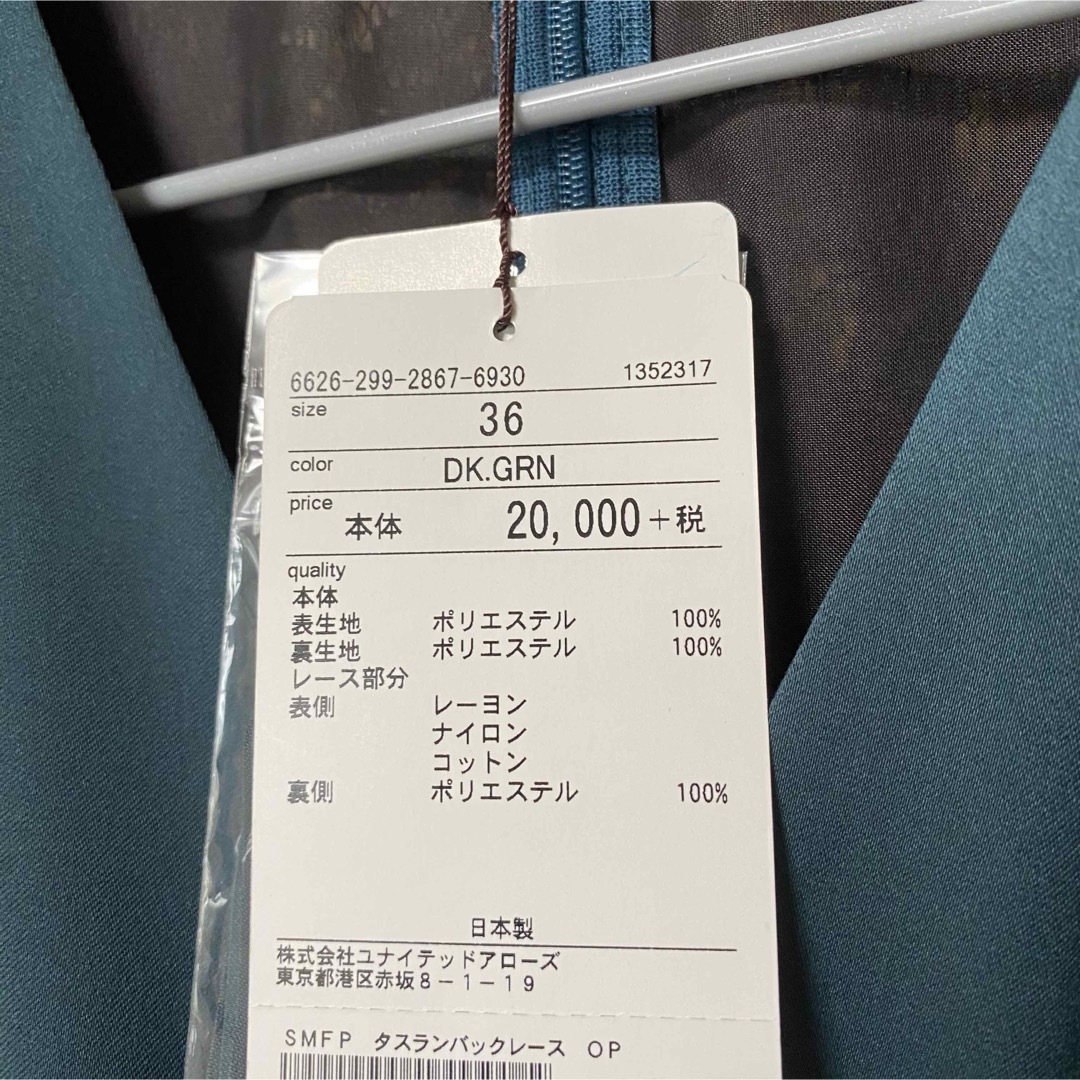 6626-299-2867-6930 1352317
size 36
color DK.GRN
price 本体 20,000+税
quality
本体
表生地 ポリエステル 100%
裏生地 ポリエステル 100%
レース部分
表側 レーヨン
ナイロン
コットン
裏側 ポリエステル 100%
日本製
株式会社ユナイテッドアローズ
東京都港区赤坂8-1-19
SMFP タスランバックレース OP